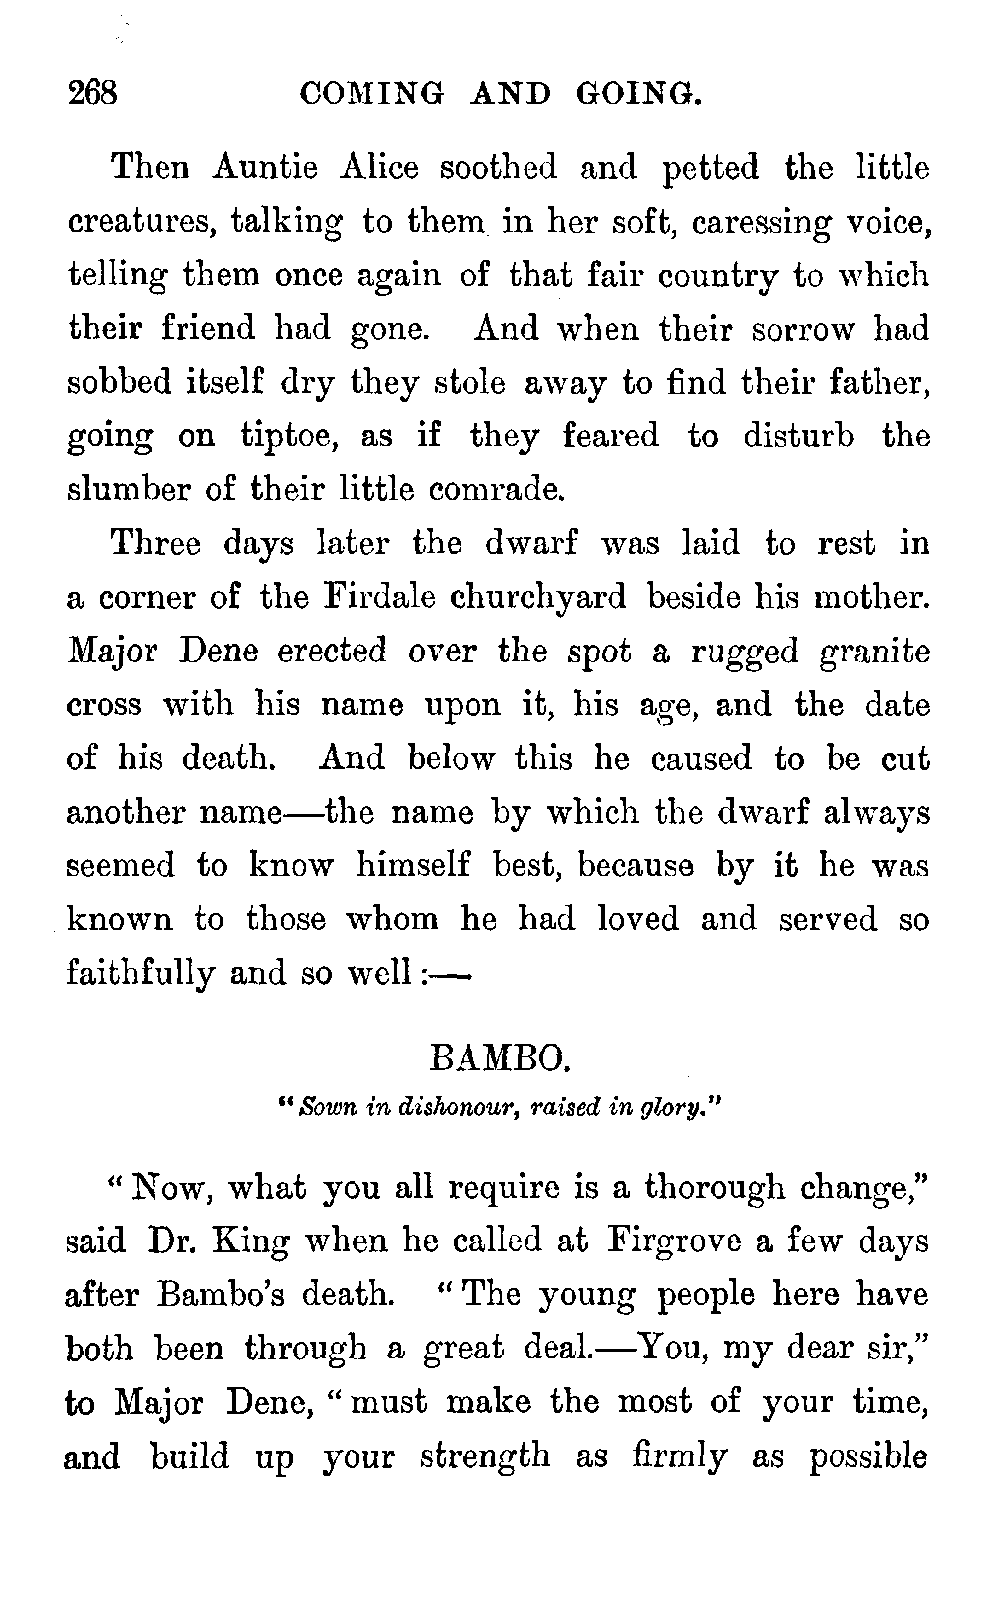 268 COMING AND GOING.
Then Auntie Alice soothed and petted the little
creatures, talking to them in her soft, caressing voice,
telling them once again of that fair country to which
their friend had gone. And when their sorrow had
sobbed itself dry they stole away to find their father,
going on tiptoe, as if they feared to disturb the
slumber of their little comrade.
Three days later the dwarf was laid to rest in
a corner of the Firdale churchyard beside his mother.
Major Dene erected over the spot a rugged granite
cross with his name upon it, his age, and the date
of his death. And below this he caused to be cut
another name—the name by which the dwarf always
seemed to know himself best, because by it he was
known to those whom he had loved and served so
faithfully and so well:—
BAMBO.
"Sown in dishonour, raised in glory."
"Now, what you all require is a thorough change,"
said Dr. King when he called at Firgrove a few days
after Bambo's death. "The young people here have
both been through a great deal.—You, my dear sir,"
to Major Dene, "must make the most of your time,
and build up your strength as firmly as possible